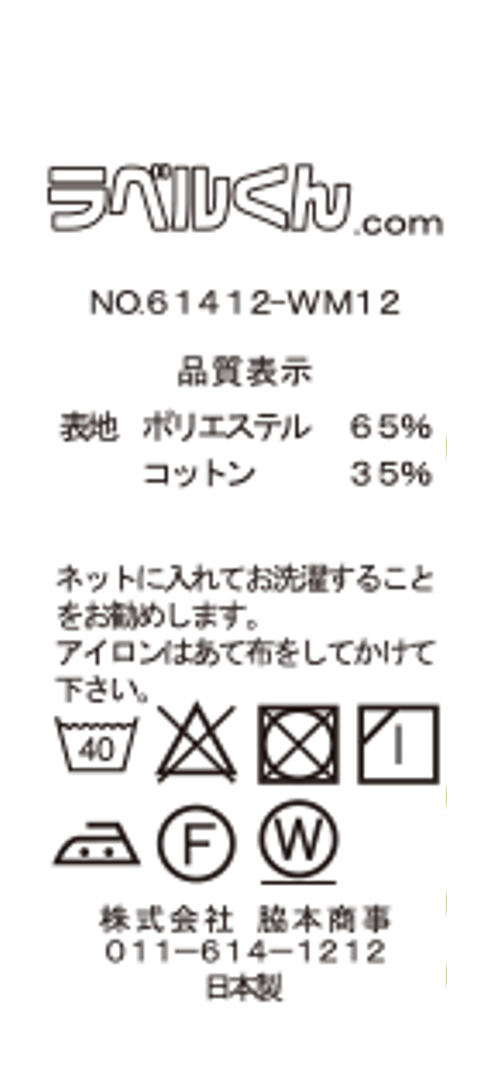 ラベルくん.com
NO.61412-WM12
品質表示
表地 ポリエステル 65%
コットン 35%
ネットに入れてお洗濯すること
をお勧めします。
アイロンはあて布をしてかけて
下さい。
40
F W
株式会社 脇本商事
011-614-1212
日本製